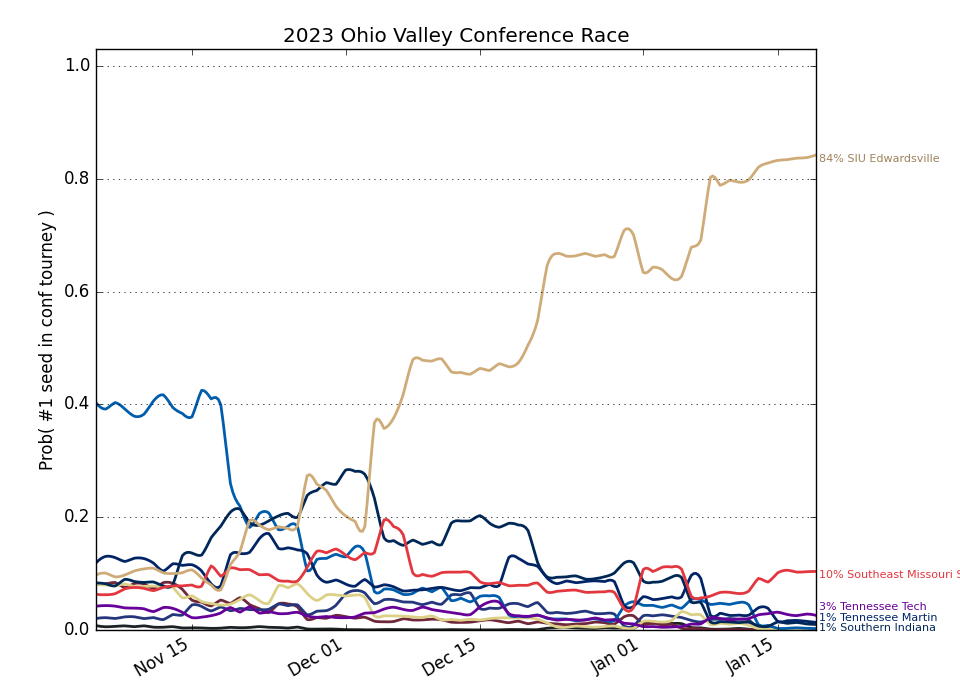 2023 Ohio Valley Conference Race
Prob( #1 seed in conf tourney )
1.0
0.8
0.6
0.4
0.2
0.0
84% SIU Edwardsville
10% Southeast Missouri S
3% Tennessee Tech
1% Tennessee Martin
1% Southern Indiana
Nov 15
Dec 01
Dec 15
Jan 01
Jan 15